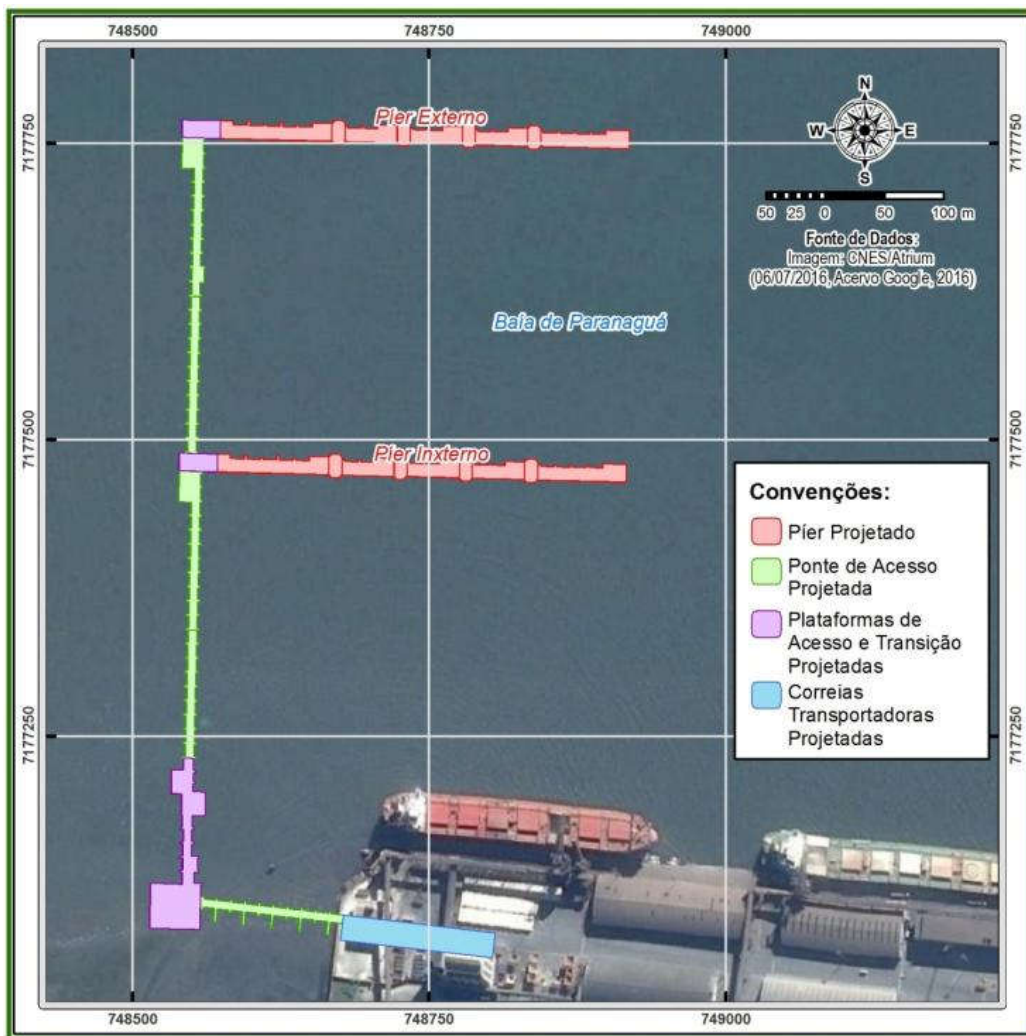 748500 748750 749000
Píer Externo
N
W E
S
7177750 7177750
50 25 0 50 100 m
Fonte de Dados:
Imagem: CNES/Atrium
(06/07/2016, Acervo Google, 2016)
Baía de Paranaguá
7177500 7177500
Píer Inxterno
Convenções:
Píer Projetado
Ponte de Acesso
Projetada
Plataformas de
Acesso e Transição
Projetadas
Correias
Transportadoras
Projetadas
7177250 7177250
748500 748750 749000